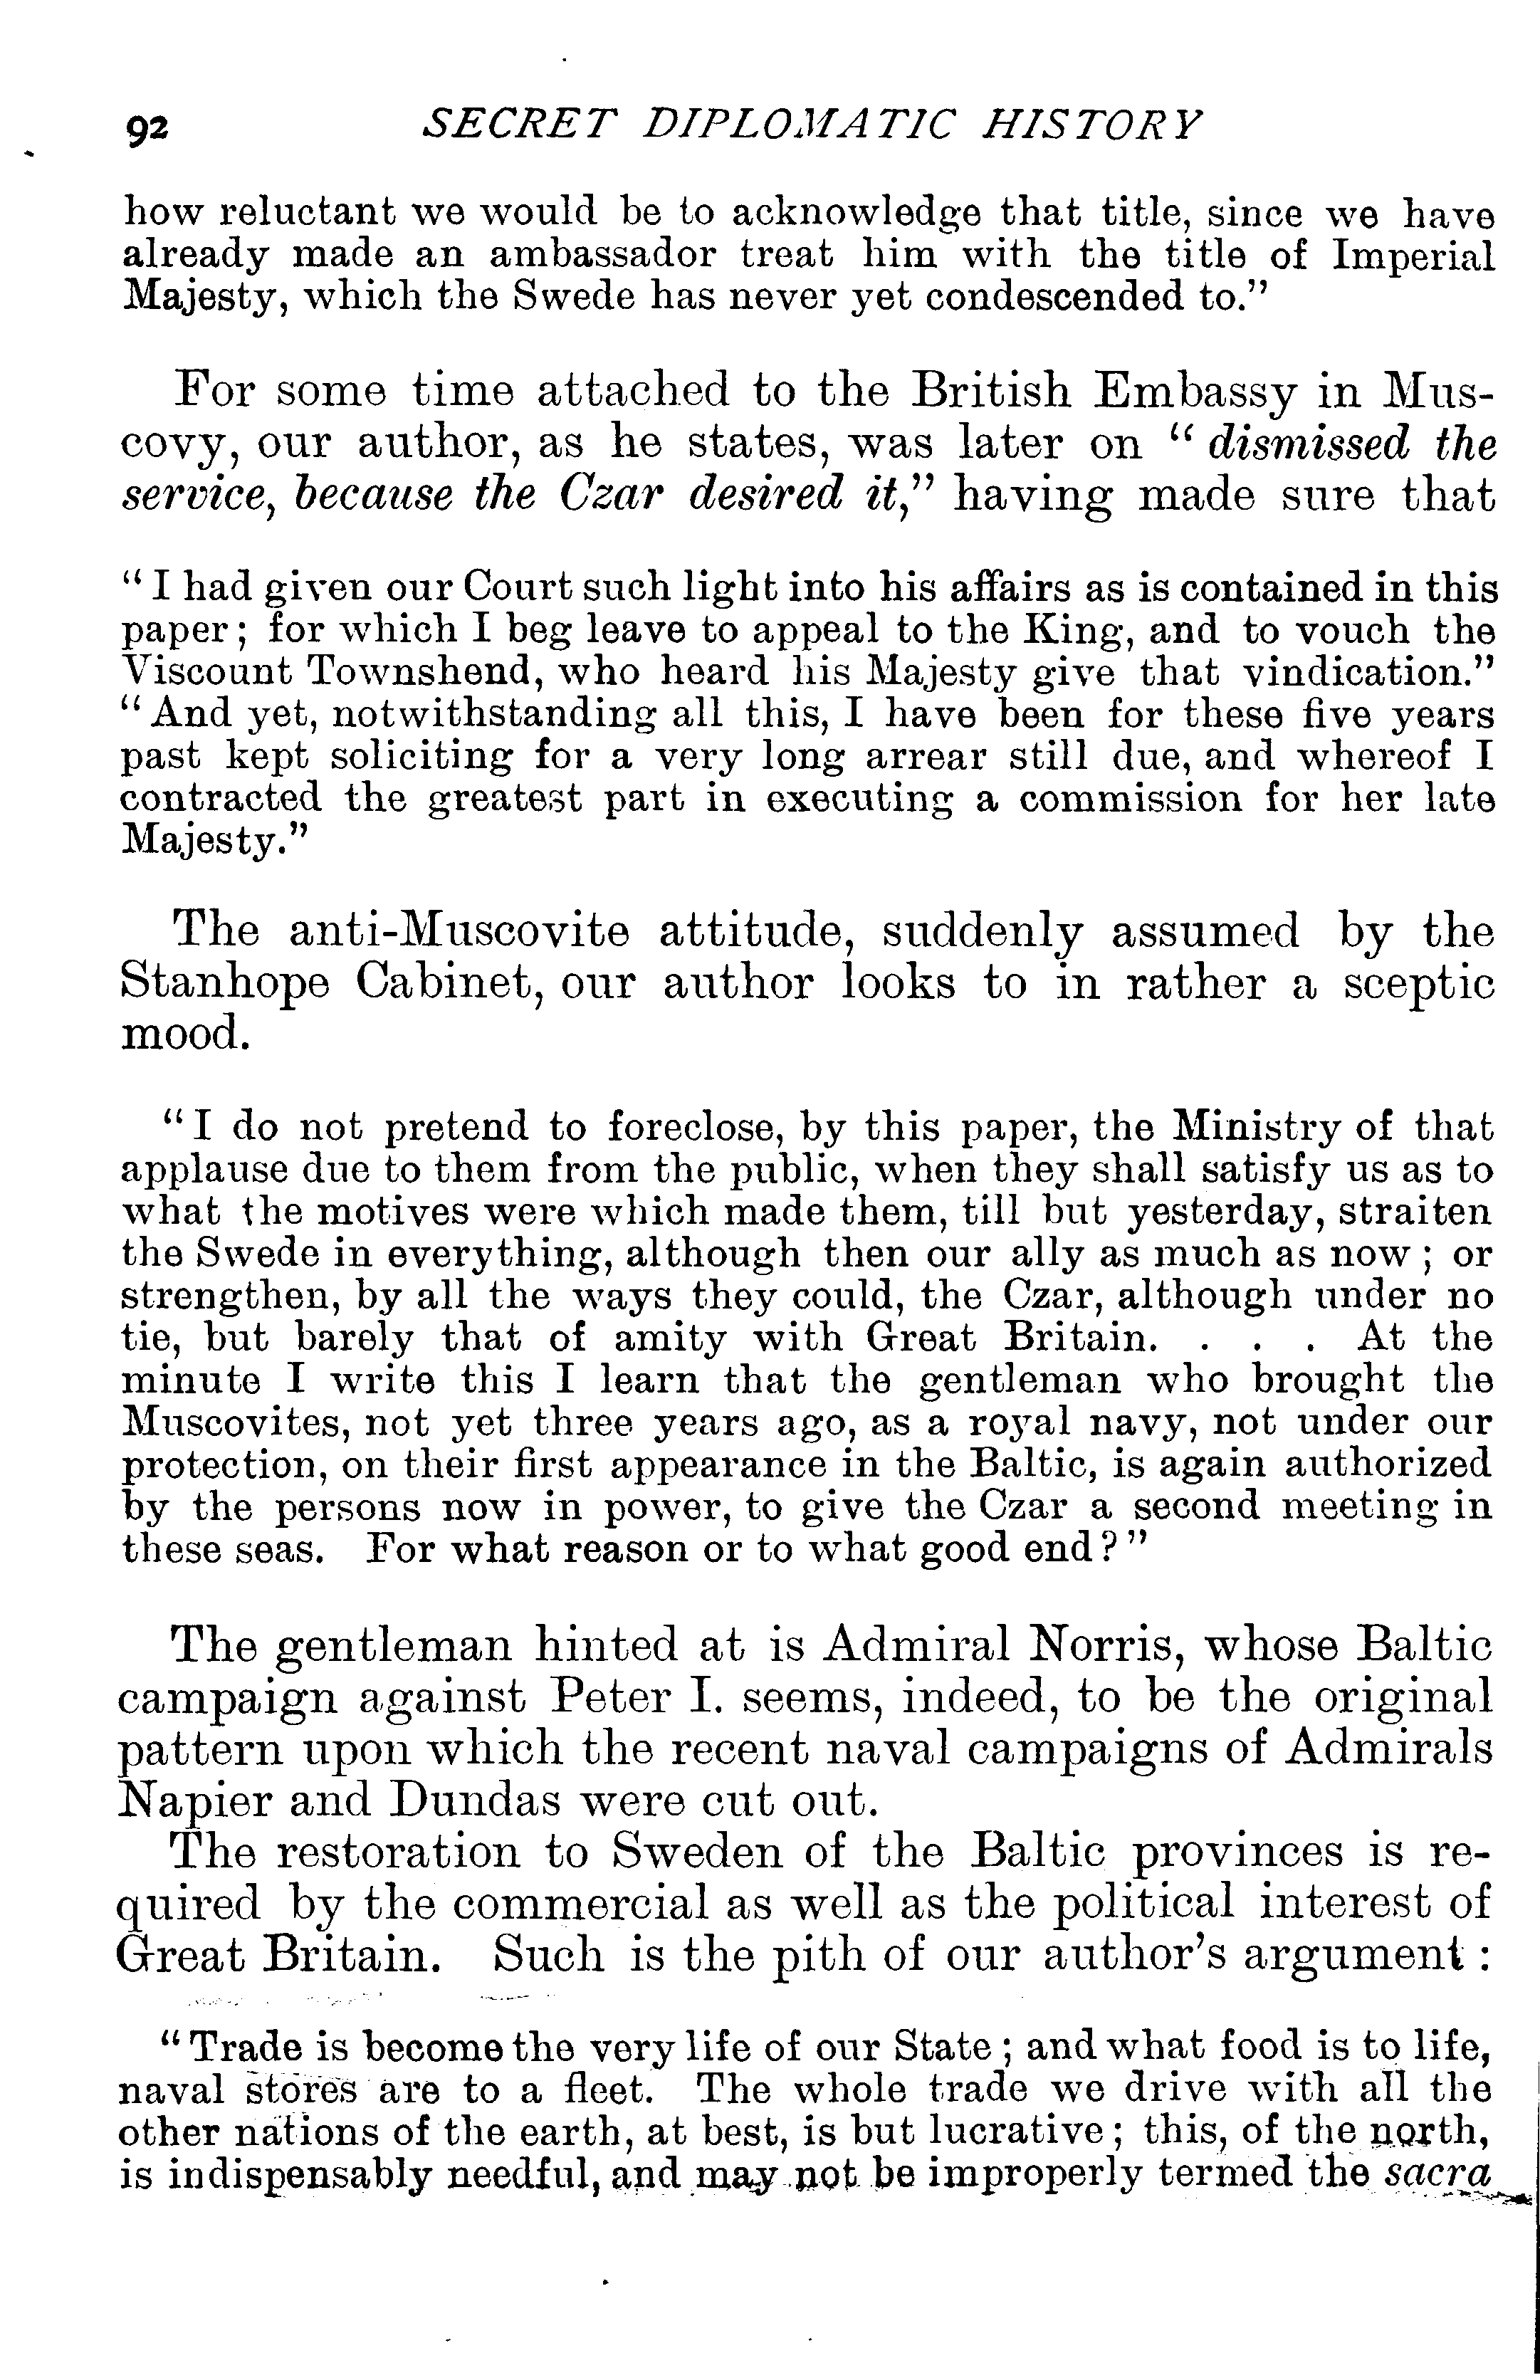 92 SECRET DIPLOMATIC HISTORY
how reluctant we would be to acknowledge that title, since we have
already made an ambassador treat him with the title of Imperial
Majesty, which the Swede has never yet condescended to."
For some time attached to the British Embassy in Mus-
covy, our author, as he states, was later on "dismissed the
service, because the Czar desired it," having made sure that
"I had given our Court such light into his affairs as is contained in this
paper; for which I beg leave to appeal to the King, and to vouch the
Viscount Townshend, who heard his Majesty give that vindication."
"And yet, notwithstanding all this, I have been for these five years
past kept soliciting for a very long arrear still due, and whereof I
contracted the greatest part in executing a commission for her late
Majesty."
The anti-Muscovite attitude, suddenly assumed by the
Stanhope Cabinet, our author looks to in rather a sceptic
mood.
"I do not pretend to foreclose, by this paper, the Ministry of that
applause due to them from the public, when they shall satisfy us as to
what the motives were which made them, till but yesterday, straiten
the Swede in everything, although then our ally as much as now; or
strengthen, by all the ways they could, the Czar, although under no
tie, but barely that of amity with Great Britain. . . . At the
minute I write this I learn that the gentleman who brought the
Muscovites, not yet three years ago, as a royal navy, not under our
protection, on their first appearance in the Baltic, is again authorized
by the persons now in power, to give the Czar a second meeting in
these seas. For what reason or to what good end?"
The gentleman hinted at is Admiral Norris, whose Baltic
campaign against Peter I. seems, indeed, to be the original
pattern upon which the recent naval campaigns of Admirals
Napier and Dundas were cut out.
The restoration to Sweden of the Baltic provinces is re-
quired by the commercial as well as the political interest of
Great Britain. Such is the pith of our author's argument:
"Trade is become the very life of our State; and what food is to life,
naval stores are to a fleet. The whole trade we drive with all the
other nations of the earth, at best, is but lucrative; this, of the north,
is indispensably needful, and may not be improperly termed the sacra